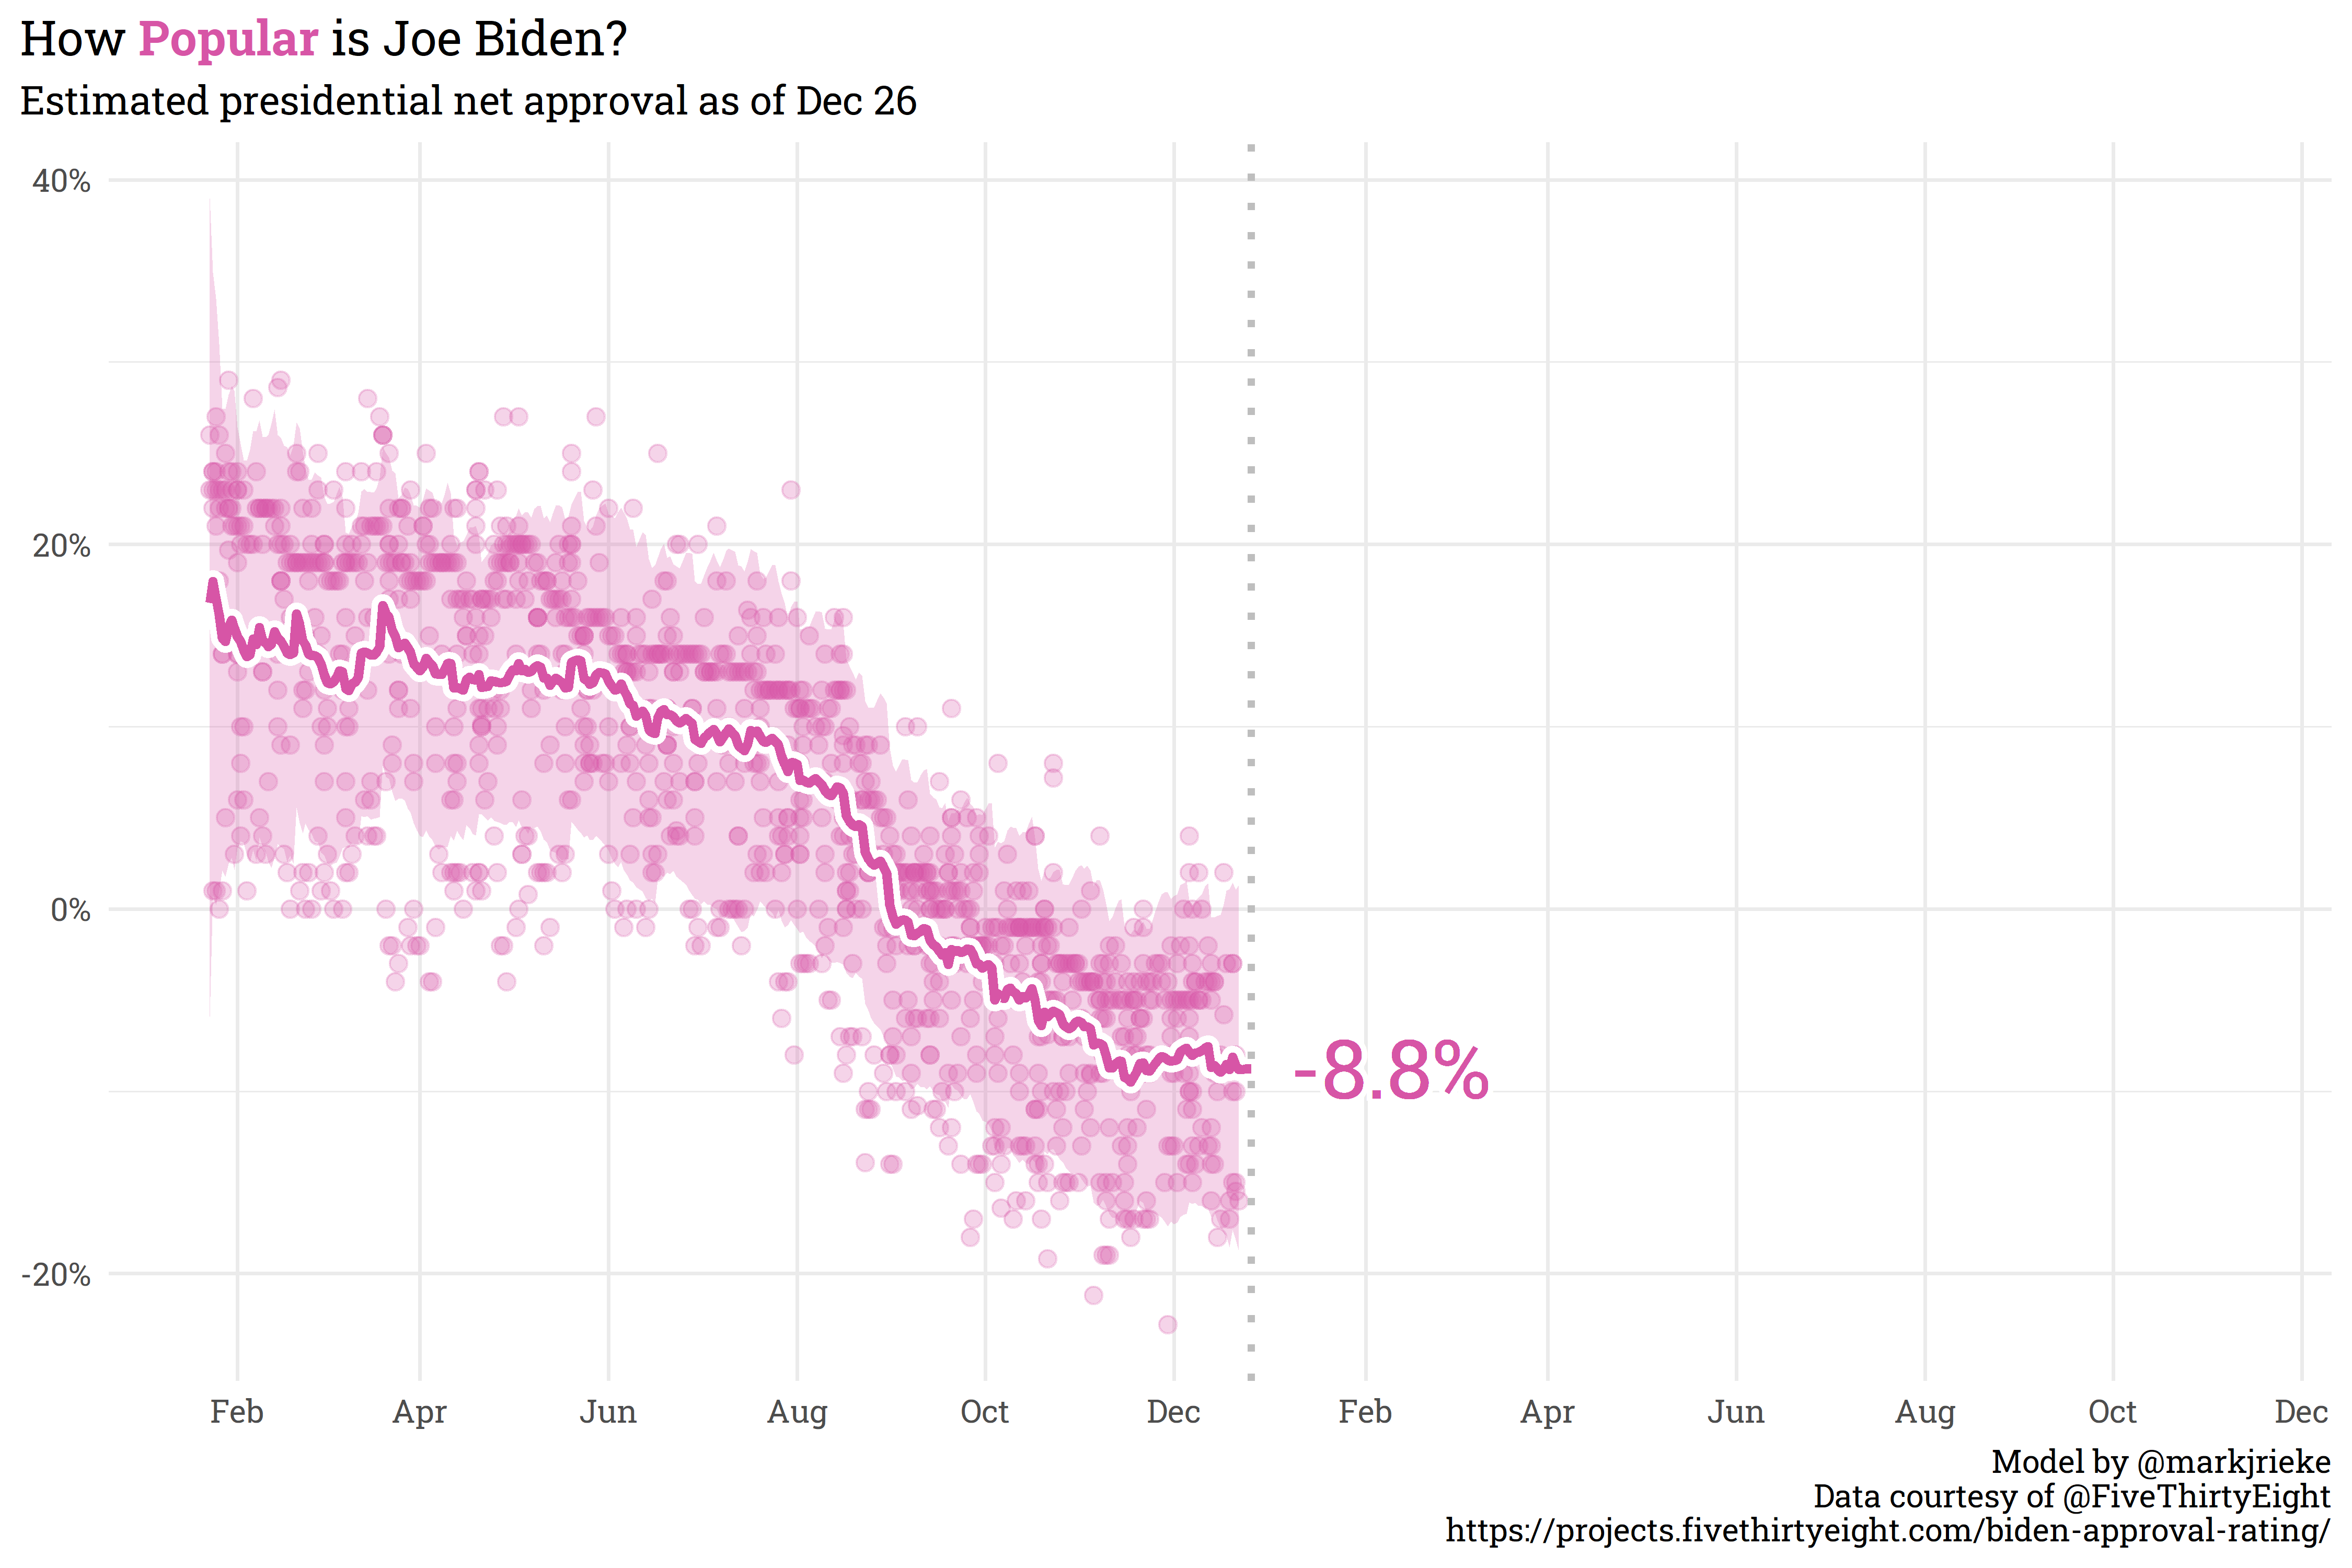 How Popular is Joe Biden?
Estimated presidential net approval as of Dec 26
40%
20%
0%
-20%
-8.8%
Feb Apr Jun Aug Oct Dec Feb Apr Jun Aug Oct Dec
Model by @markjrieke
Data courtesy of @FiveThirtyEight
https://projects.fivethirtyeight.com/biden-approval-rating/